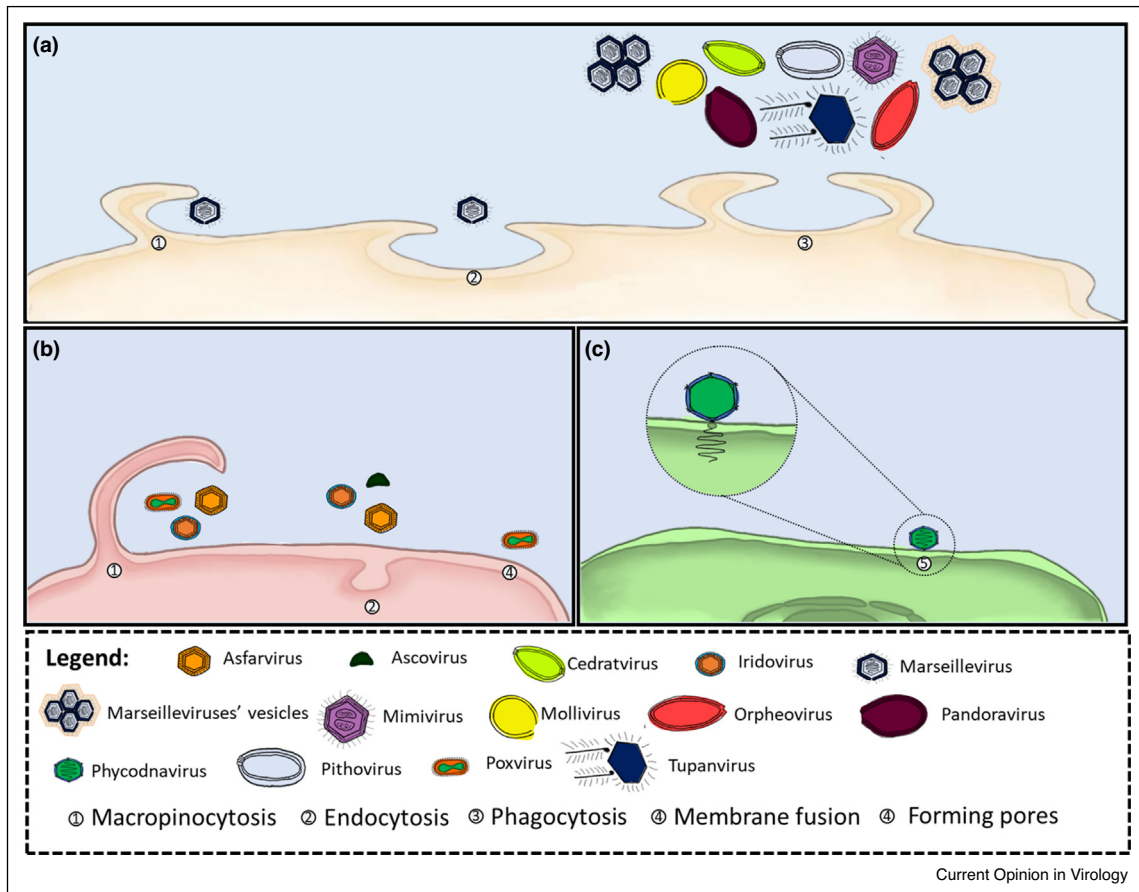 (a)
① ② ③
(b)
① ② ④
(c)
⑤
Legend: Asfarvirus Ascovirus Cedratvirus Iridovirus Marseillevirus
Marseilleviruses' vesicles Mimivirus Mollivirus Orpheovirus Pandoravirus
Phycodnavirus Pithovirus Poxvirus Tupanvirus
① Macropinocytosis ② Endocytosis ③ Phagocytosis ④ Membrane fusion ④ Forming pores
Current Opinion in Virology